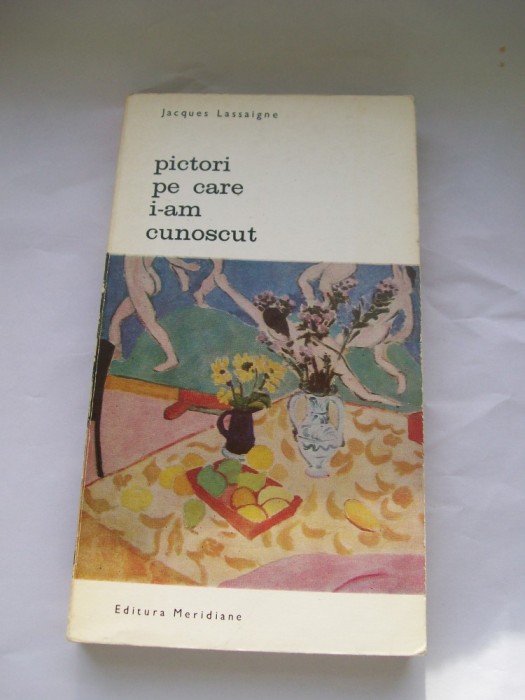 Jacques Lassaigne
pictori
pe care
i-am
cunoscut
Editura Meridiane